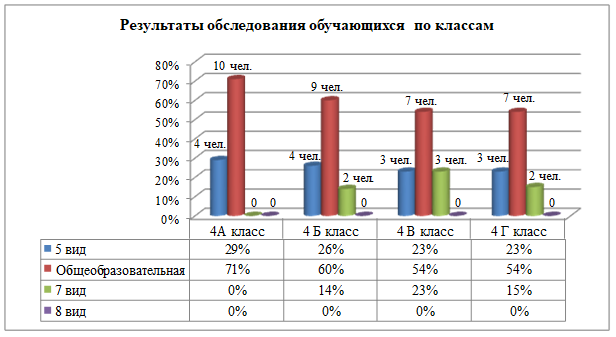 Результаты обследования обучающихся по классам
80%
70%
60%
50%
40%
30%
20%
10%
0%
4 чел. 10 чел. 0 0
4 чел. 9 чел. 2 чел. 0
3 чел. 7 чел. 3 чел. 0
3 чел. 7 чел. 2 чел. 0
4А класс 4 Б класс 4 В класс 4 Г класс
5 вид 29% 26% 23% 23%
Общеобразовательная 71% 60% 54% 54%
7 вид 0% 14% 23% 15%
8 вид 0% 0% 0% 0%